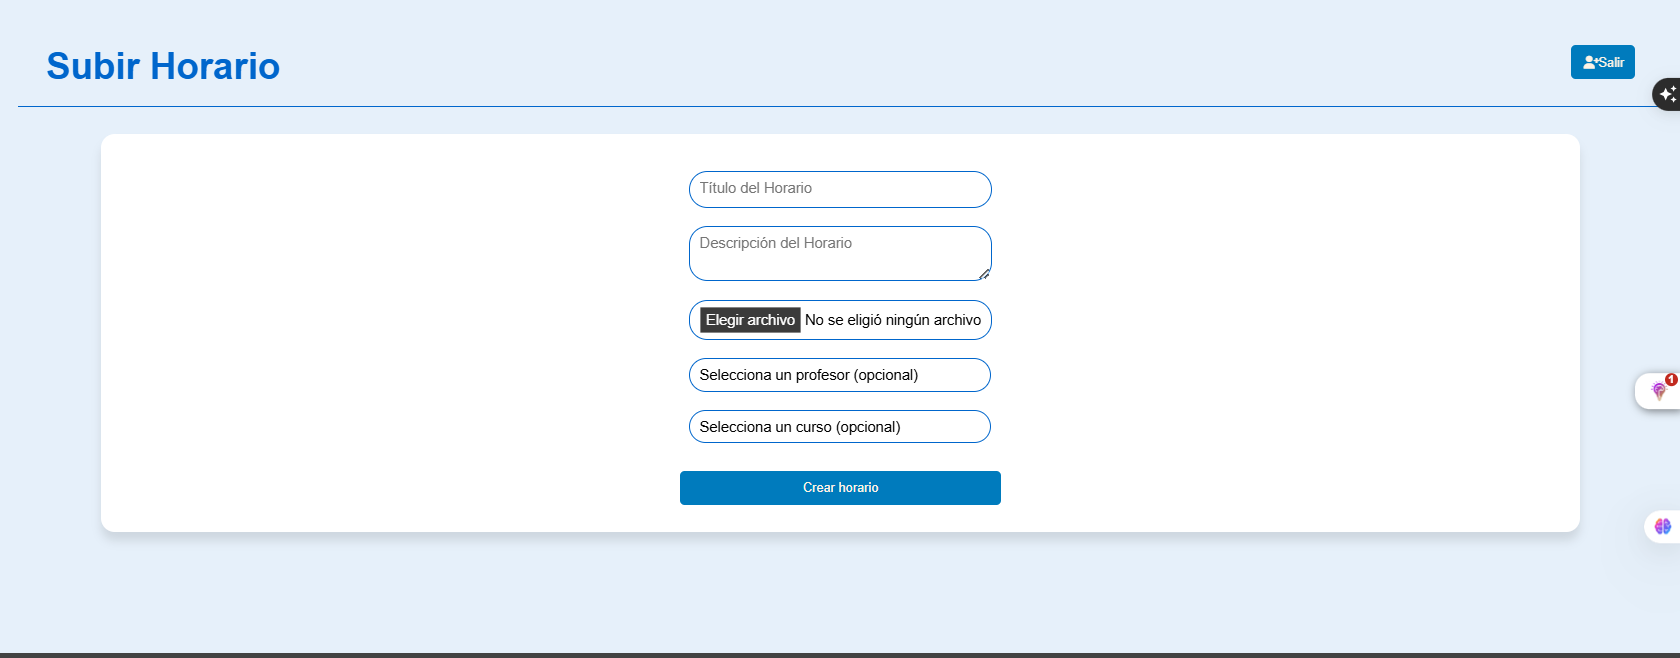 Subir Horario
Salir
Título del Horario
Descripción del Horario
Elegir archivo No se eligió ningún archivo
Selecciona un profesor (opcional)
1
Selecciona un curso (opcional)
Crear horario